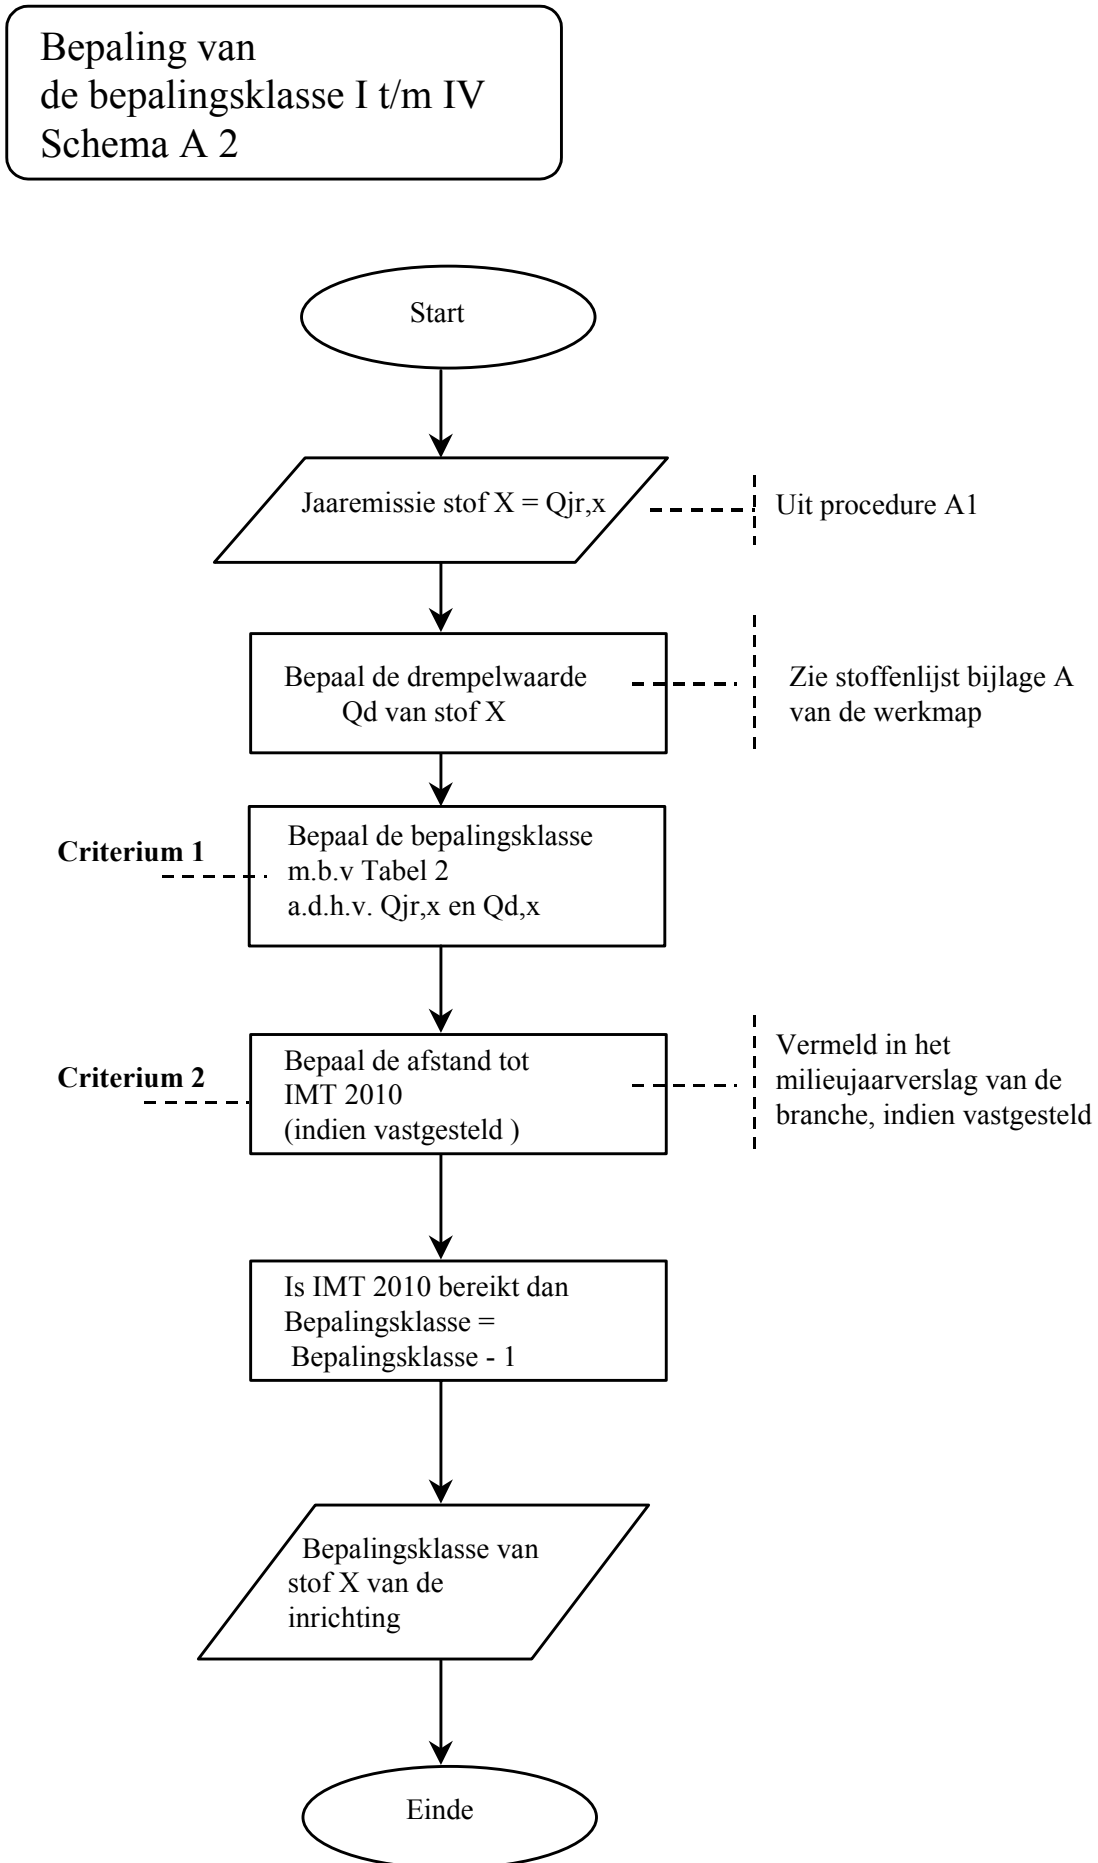 Bepaling van
de bepalingsklasse I t/m IV
Schema A 2
Start
Jaaremissie stof X = Qjr,x
Uit procedure A1
Bepaal de drempelwaarde
Qd van stof X
Zie stoffenlijst bijlage A
van de werkmap
Criterium 1
Bepaal de bepalingsklasse
m.b.v Tabel 2
a.d.h.v. Qjr,x en Qd,x
Criterium 2
Bepaal de afstand tot
IMT 2010
(indien vastgesteld )
Vermeld in het
milieujaarverslag van de
branche, indien vastgesteld
Is IMT 2010 bereikt dan
Bepalingsklasse =
Bepalingsklasse - 1
Bepalingsklasse van
stof X van de
inrichting
Einde